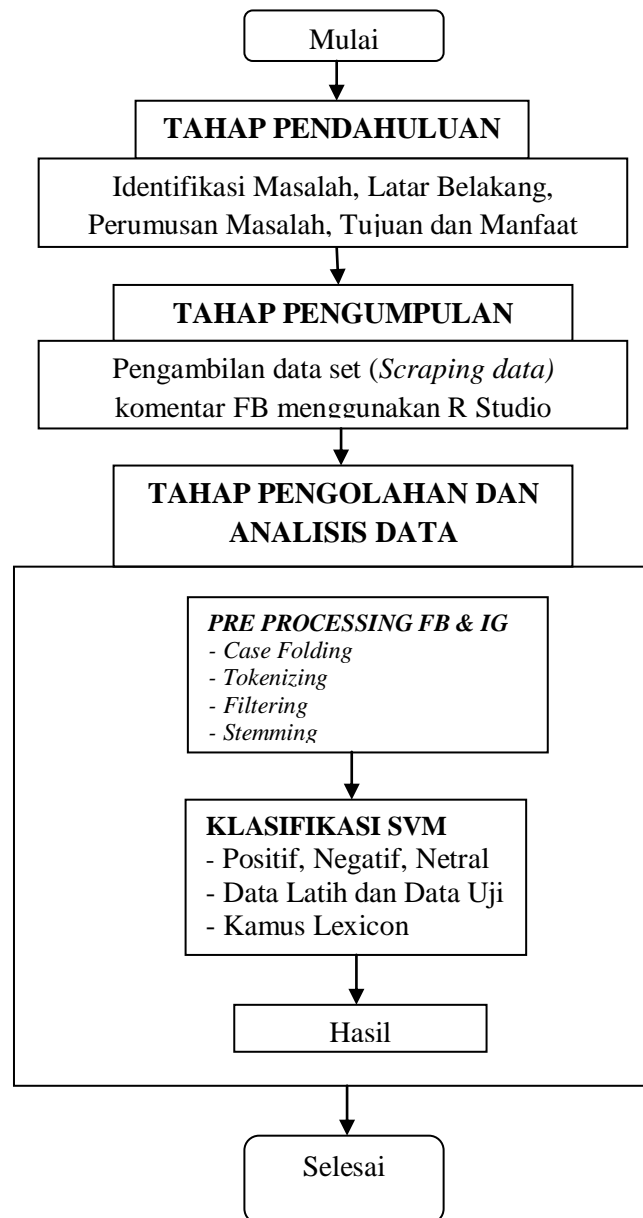 Mulai
TAHAP PENDAHULUAN
Identifikasi Masalah, Latar Belakang,
Perumusan Masalah, Tujuan dan Manfaat
TAHAP PENGUMPULAN
Pengambilan data set (Scraping data)
komentar FB menggunakan R Studio
TAHAP PENGOLAHAN DAN
ANALISIS DATA
PRE PROCESSING FB & IG
- Case Folding
- Tokenizing
- Filtering
- Stemming
KLASIFIKASI SVM
- Positif, Negatif, Netral
- Data Latih dan Data Uji
- Kamus Lexicon
Hasil
Selesai